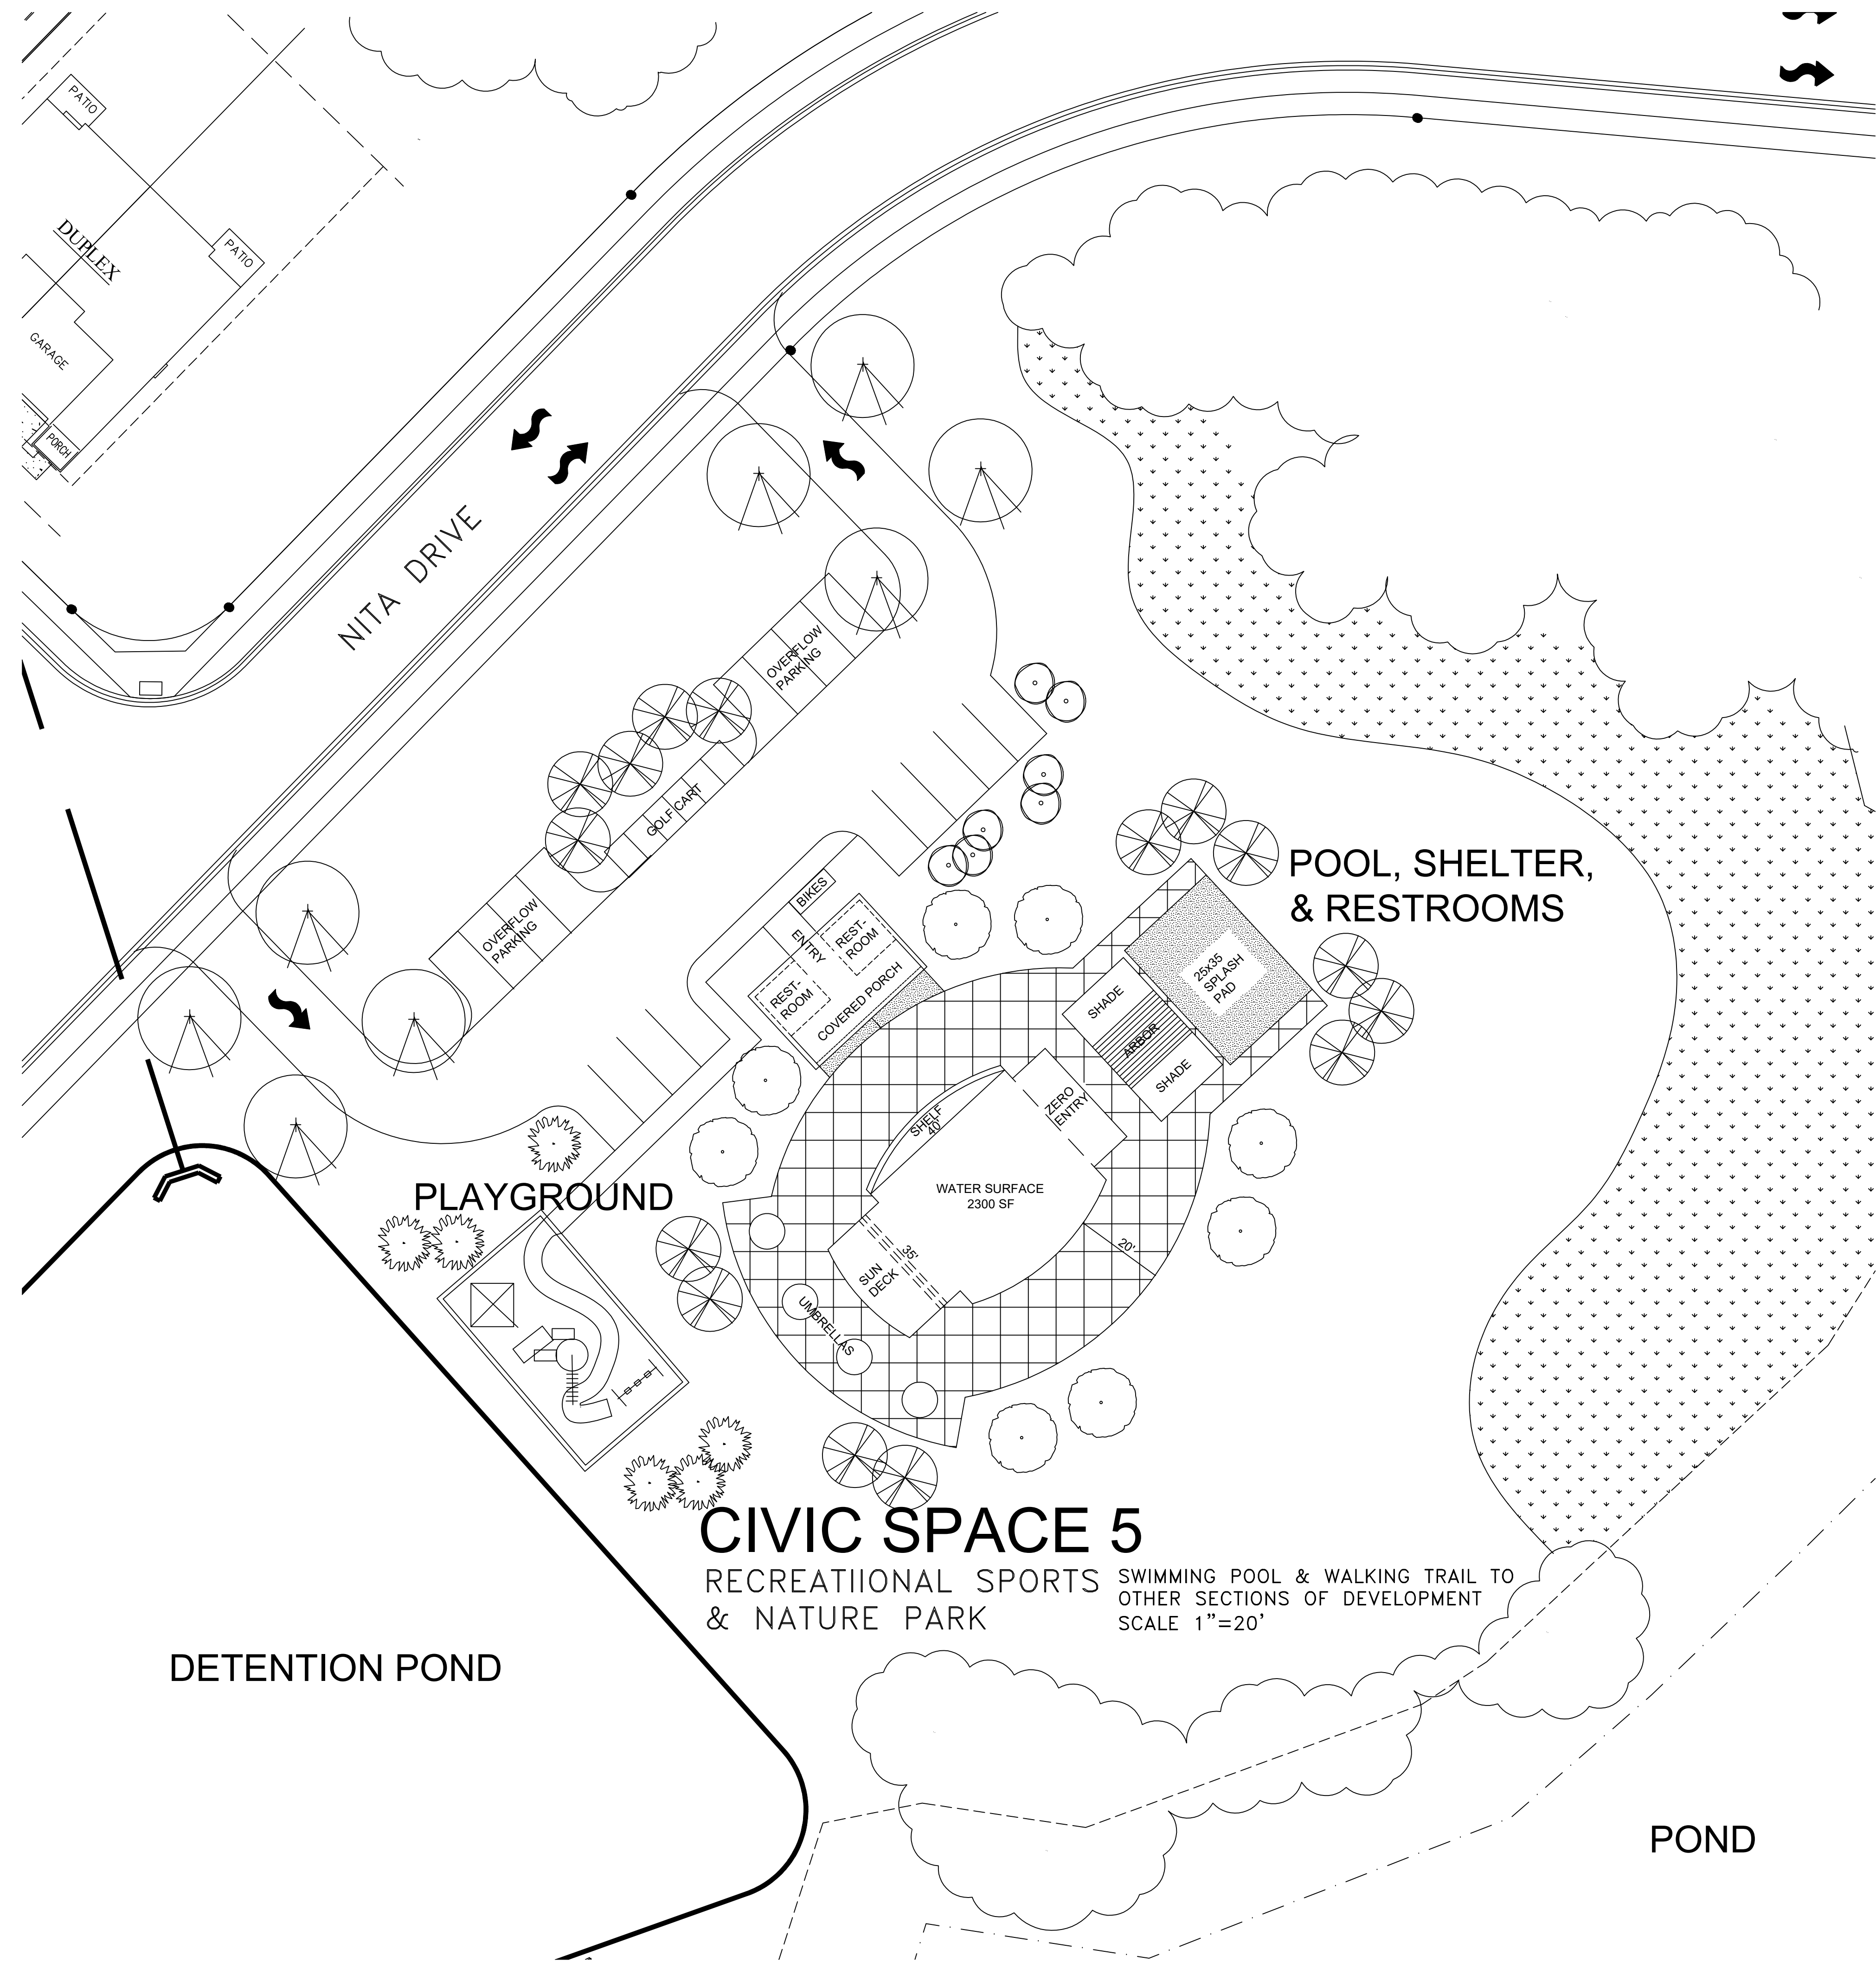 PATIO
DUPLEX
PATIO
GARAGE
PORCH
NITA DRIVE
OVERFLOW
PARKING
GOLF CART
OVERFLOW
PARKING
BIKES
ENTRY
REST-
ROOM
REST-
ROOM
COVERED PORCH
POOL, SHELTER,
& RESTROOMS
25x35
SPLASH
PAD
SHADE
ARBOR
SHADE
ZERO
ENTRY
SHELF
40'
WATER SURFACE
2300 SF
20'
35'
SUN
DECK
UMBRELLAS
PLAYGROUND
CIVIC SPACE 5
RECREATIIONAL SPORTS
& NATURE PARK
SWIMMING POOL & WALKING TRAIL TO
OTHER SECTIONS OF DEVELOPMENT
SCALE 1"=20'
DETENTION POND
POND